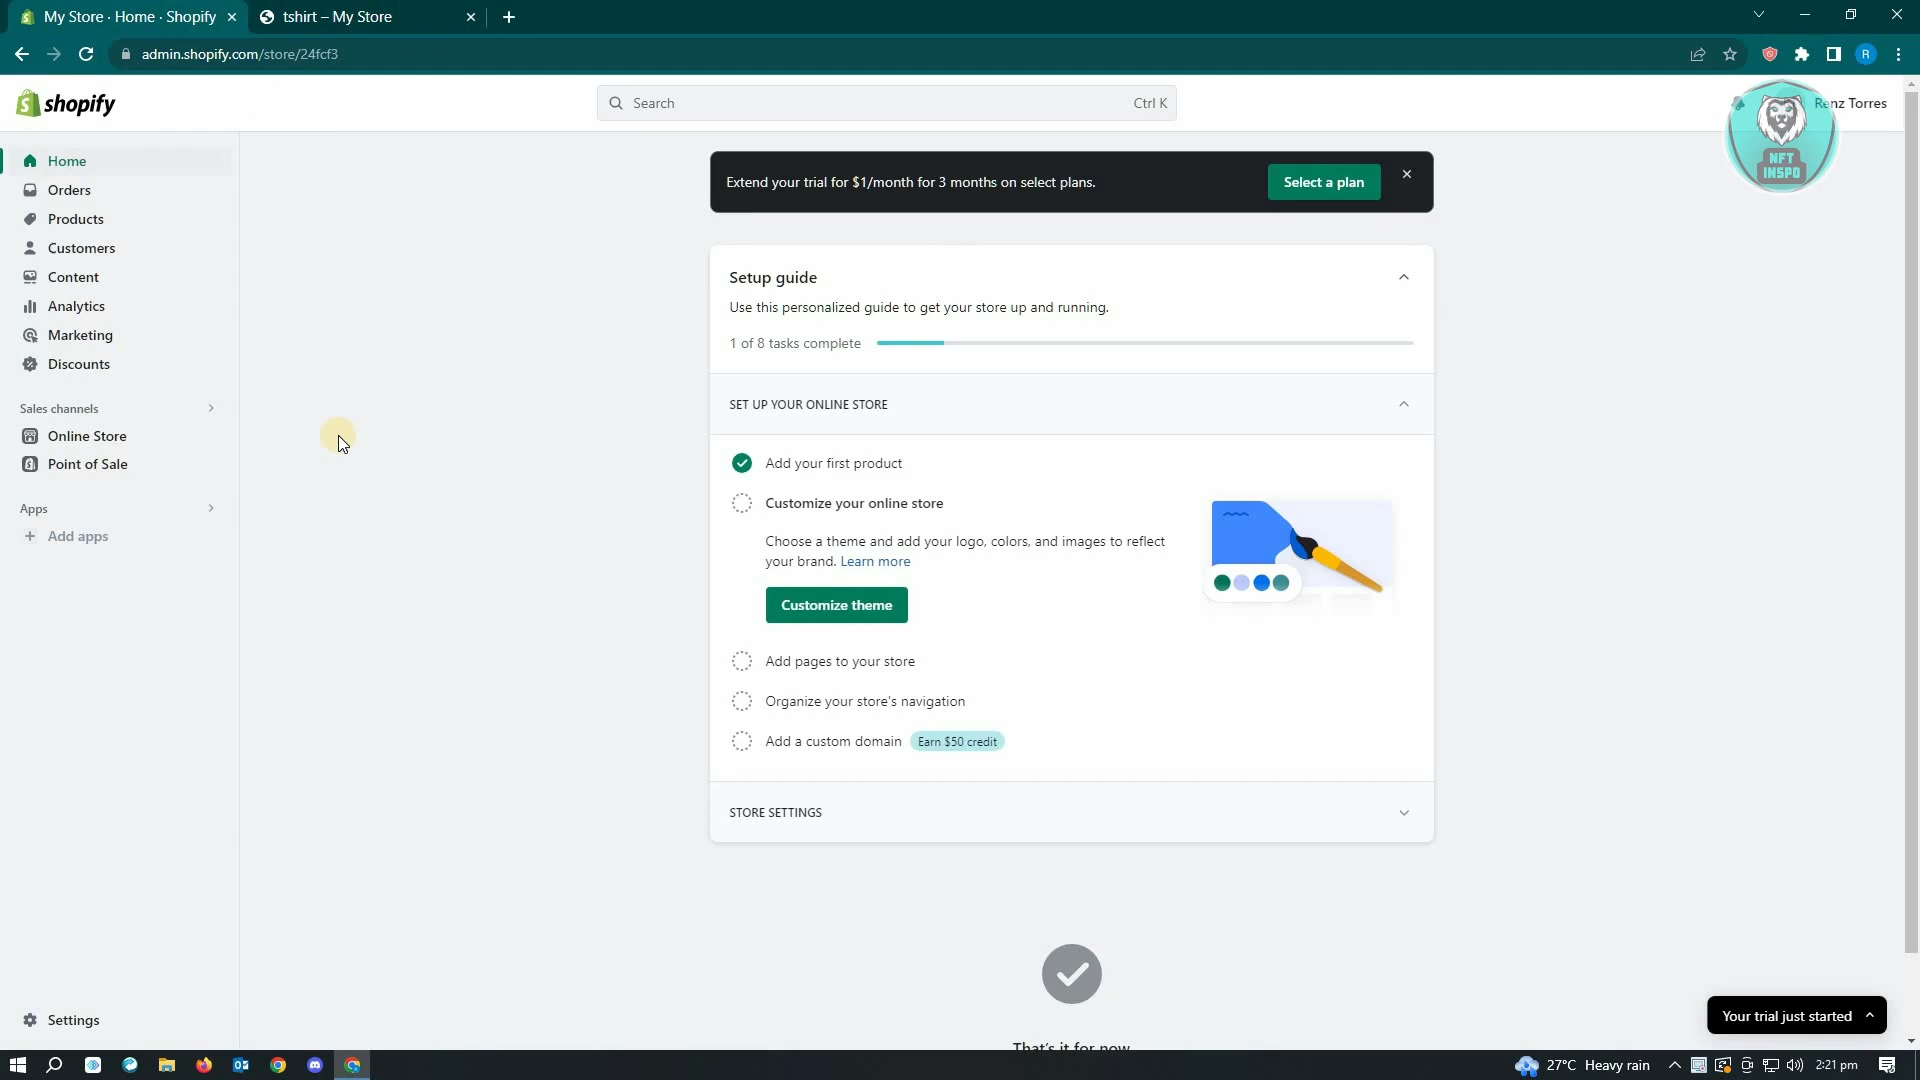 My Store · Home · Shopify
tshirt – My Store
admin.shopify.com/store/24fcf3
R
shopify
Search
Ctrl K
Renz Torres
NFT
INSPO
Home
Orders
Products
Customers
Content
Analytics
Marketing
Discounts
Sales channels
Online Store
Point of Sale
Apps
Add apps
Settings
Extend your trial for $1/month for 3 months on select plans.
Select a plan
Setup guide
Use this personalized guide to get your store up and running.
1 of 8 tasks complete
SET UP YOUR ONLINE STORE
Add your first product
Customize your online store
Choose a theme and add your logo, colors, and images to reflect
your brand. Learn more
Customize theme
Add pages to your store
Organize your store's navigation
Add a custom domain
Earn $50 credit
STORE SETTINGS
That's it for now
Your trial just started
27°C Heavy rain
2:21 pm